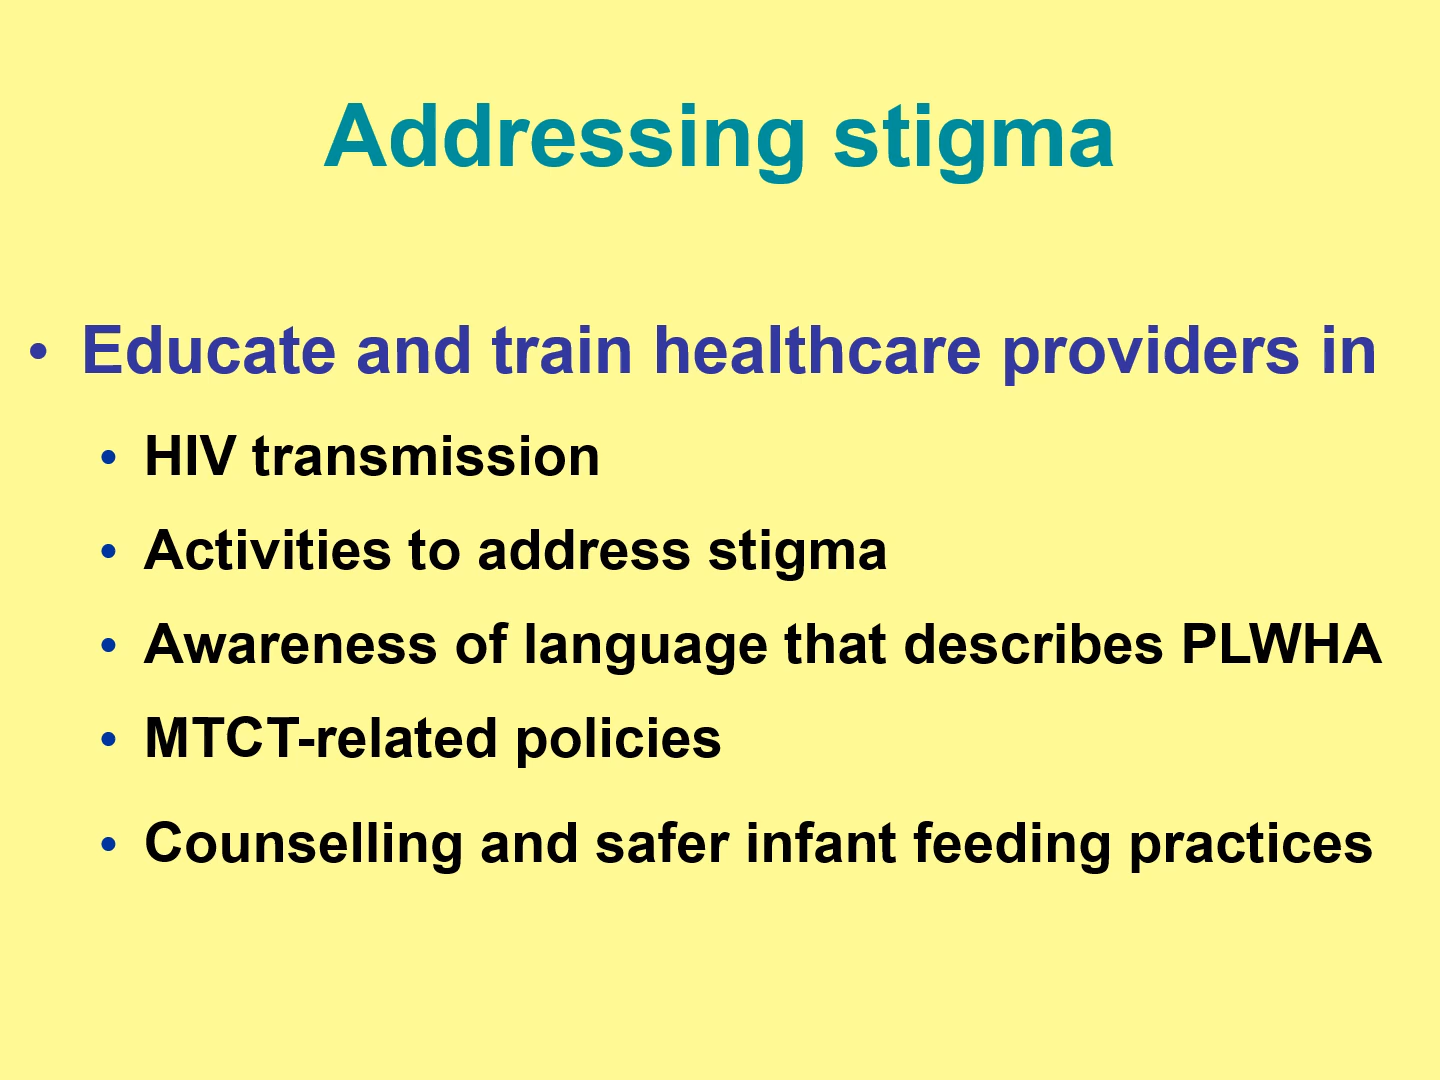 Addressing stigma
• Educate and train healthcare providers in
• HIV transmission
• Activities to address stigma
• Awareness of language that describes PLWHA
• MTCT-related policies
• Counselling and safer infant feeding practices